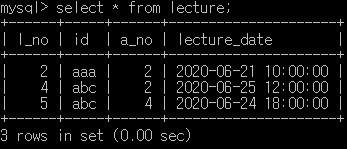 mysql> select * from lecture;
+------+-----+------+---------------------+
| l_no | id  | a_no | lecture_date        |
+------+-----+------+---------------------+
|    2 | aaa |    2 | 2020-06-21 10:00:00 |
|    4 | abc |    2 | 2020-06-25 12:00:00 |
|    5 | abc |    4 | 2020-06-24 18:00:00 |
+------+-----+------+---------------------+
3 rows in set (0.00 sec)